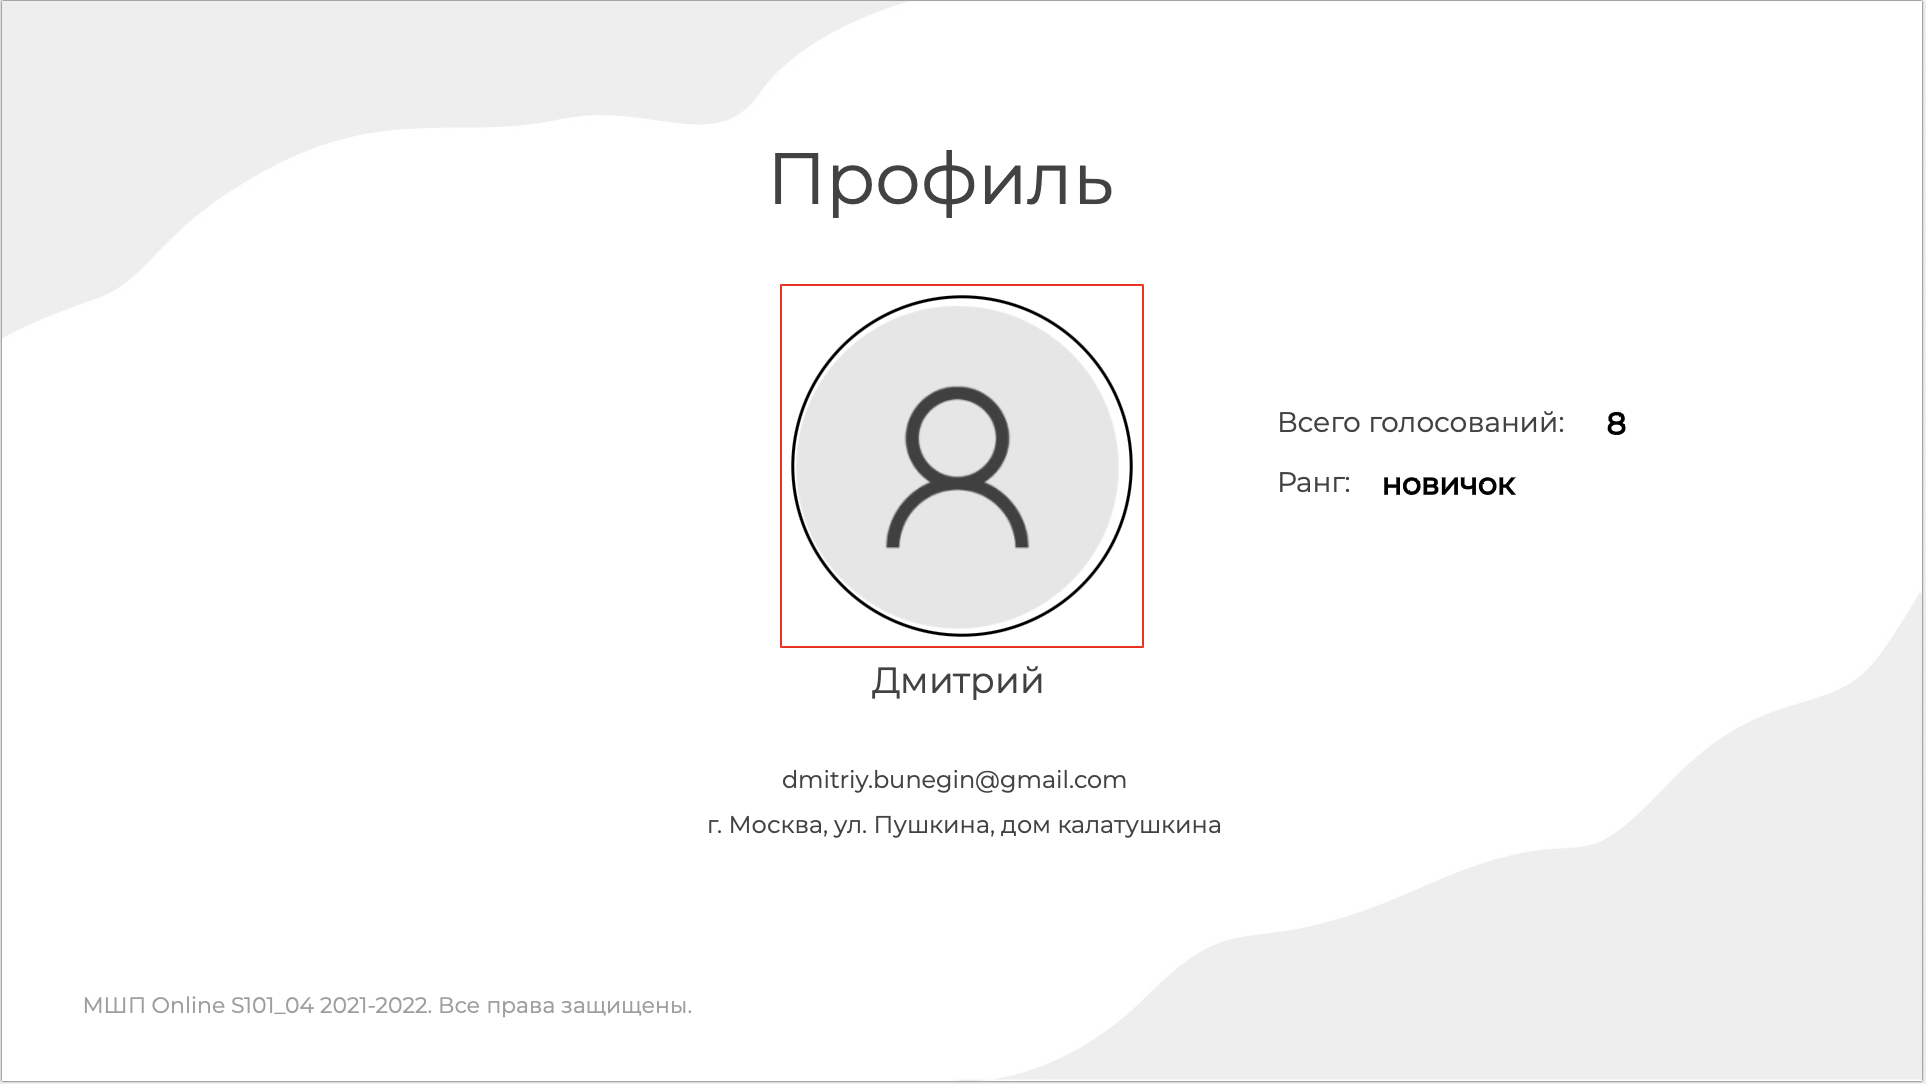 Профиль
Всего голосований: 8
Ранг: новичок
Дмитрий
dmitriy.bunegin@gmail.com
г. Москва, ул. Пушкина, дом калатушкина
МШП Online S101_04 2021-2022. Все права защищены.